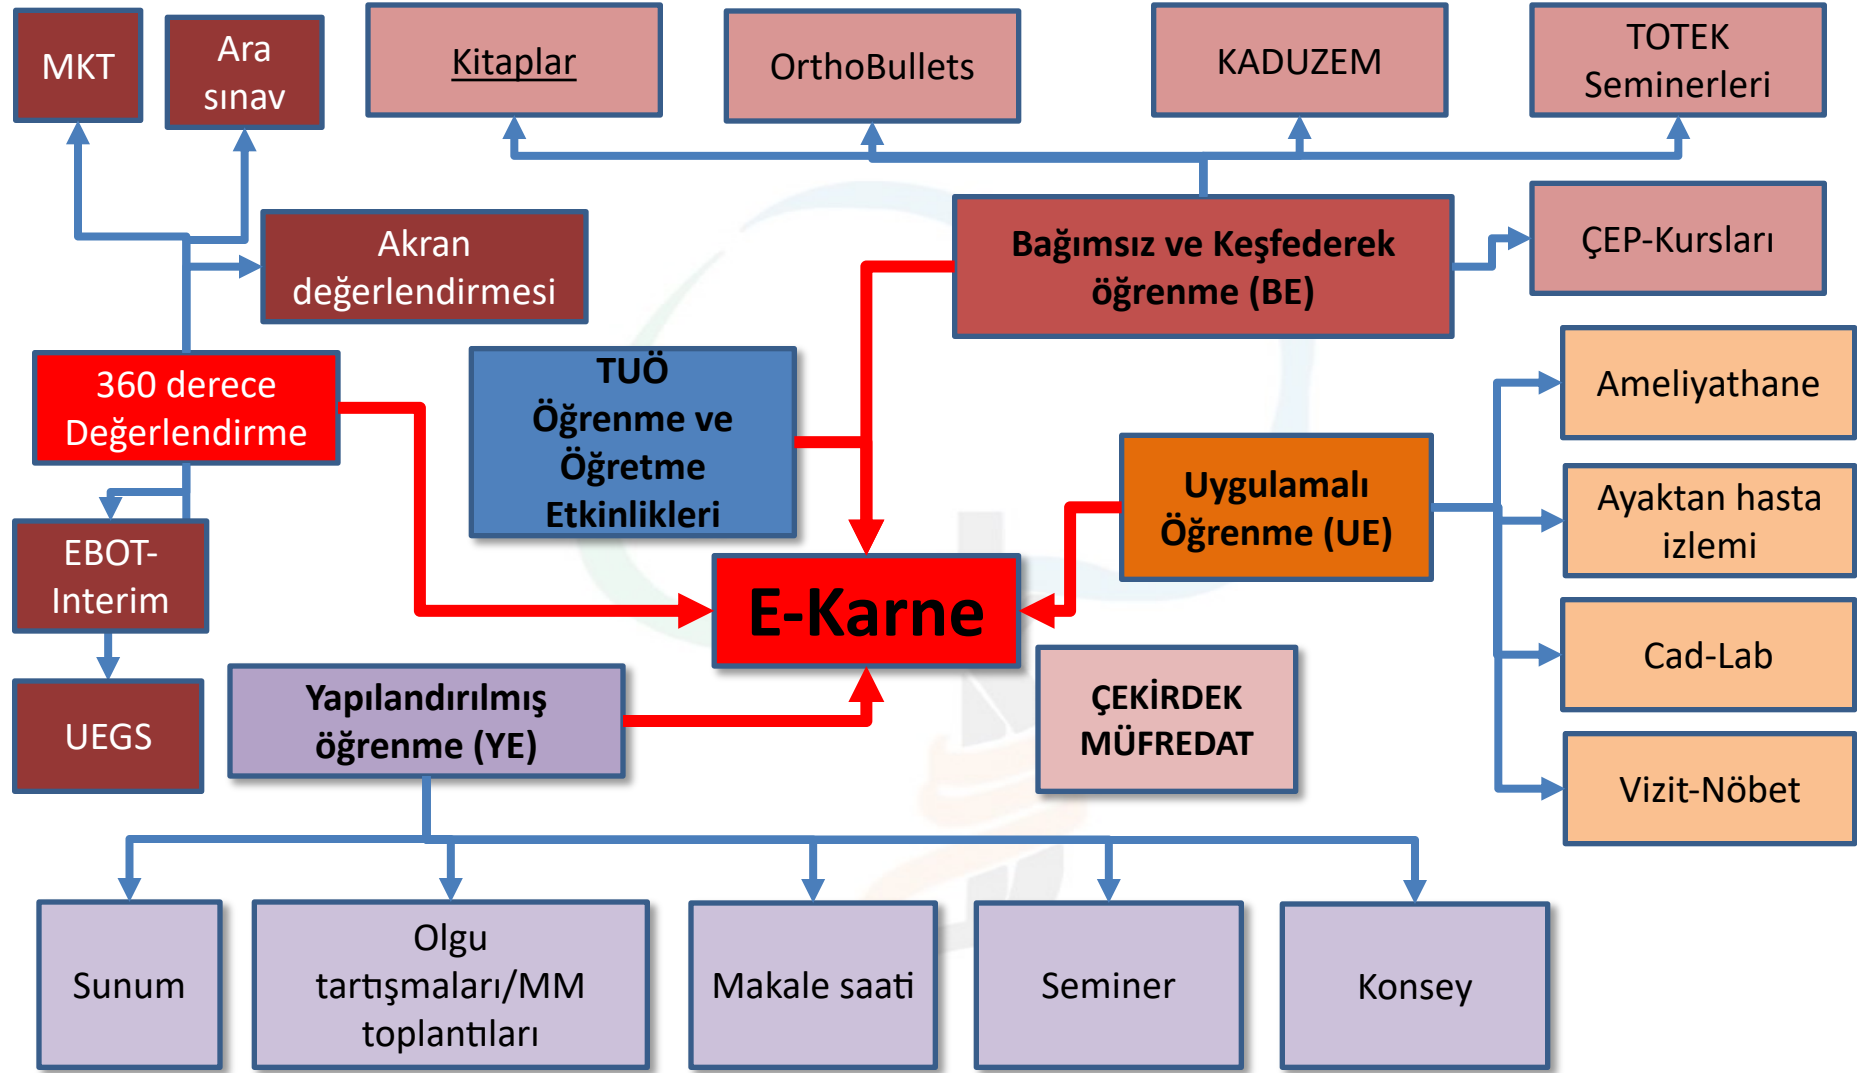 MKT
Ara
sınav
Kitaplar
OrthoBullets
KADUZEM
TOTEK
Seminerleri
Akran
değerlendirmesi
Bağımsız ve Keşfederek
öğrenme (BE)
ÇEP-Kursları
360 derece
Değerlendirme
TUÖ
Öğrenme ve
Öğretme
Etkinlikleri
Ameliyathane
Uygulamalı
Öğrenme (UE)
Ayaktan hasta
izlemi
EBOT-
Interim
E-Karne
Cad-Lab
UEGS
Yapılandırılmış
öğrenme (YE)
ÇEKİRDEK
MÜFREDAT
Vizit-Nöbet
Sunum
Olgu
tartışmaları/MM
toplantıları
Makale saati
Seminer
Konsey